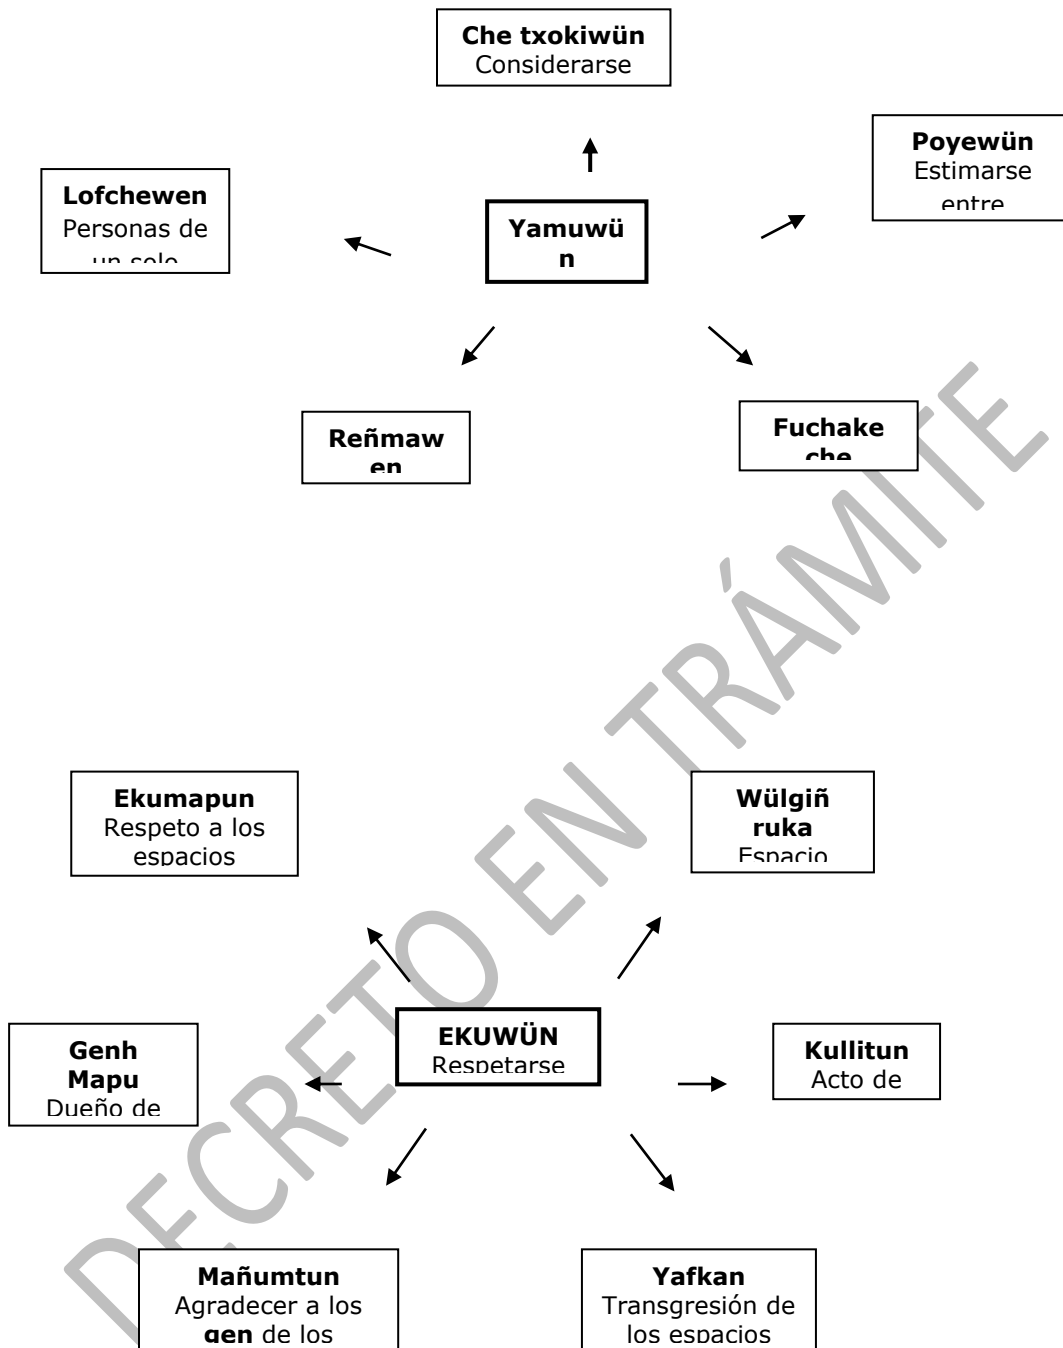 Che txokiwün
Considerarse
Poyewün
Estimarse
entre
Lofchewen
Personas de
un solo
Yamuwü
n
Reñmaw
en
Fuchake
che
Ekumapun
Respeto a los
espacios
Wülgiñ
ruka
Espacio
EKUWÜN
Respetarse
Genh
Mapu
Dueño de
Kullitun
Acto de
Mañumtun
Agradecer a los
gen de los
Yafkan
Transgresión de
los espacios
DECRETO EN TRÁMITE